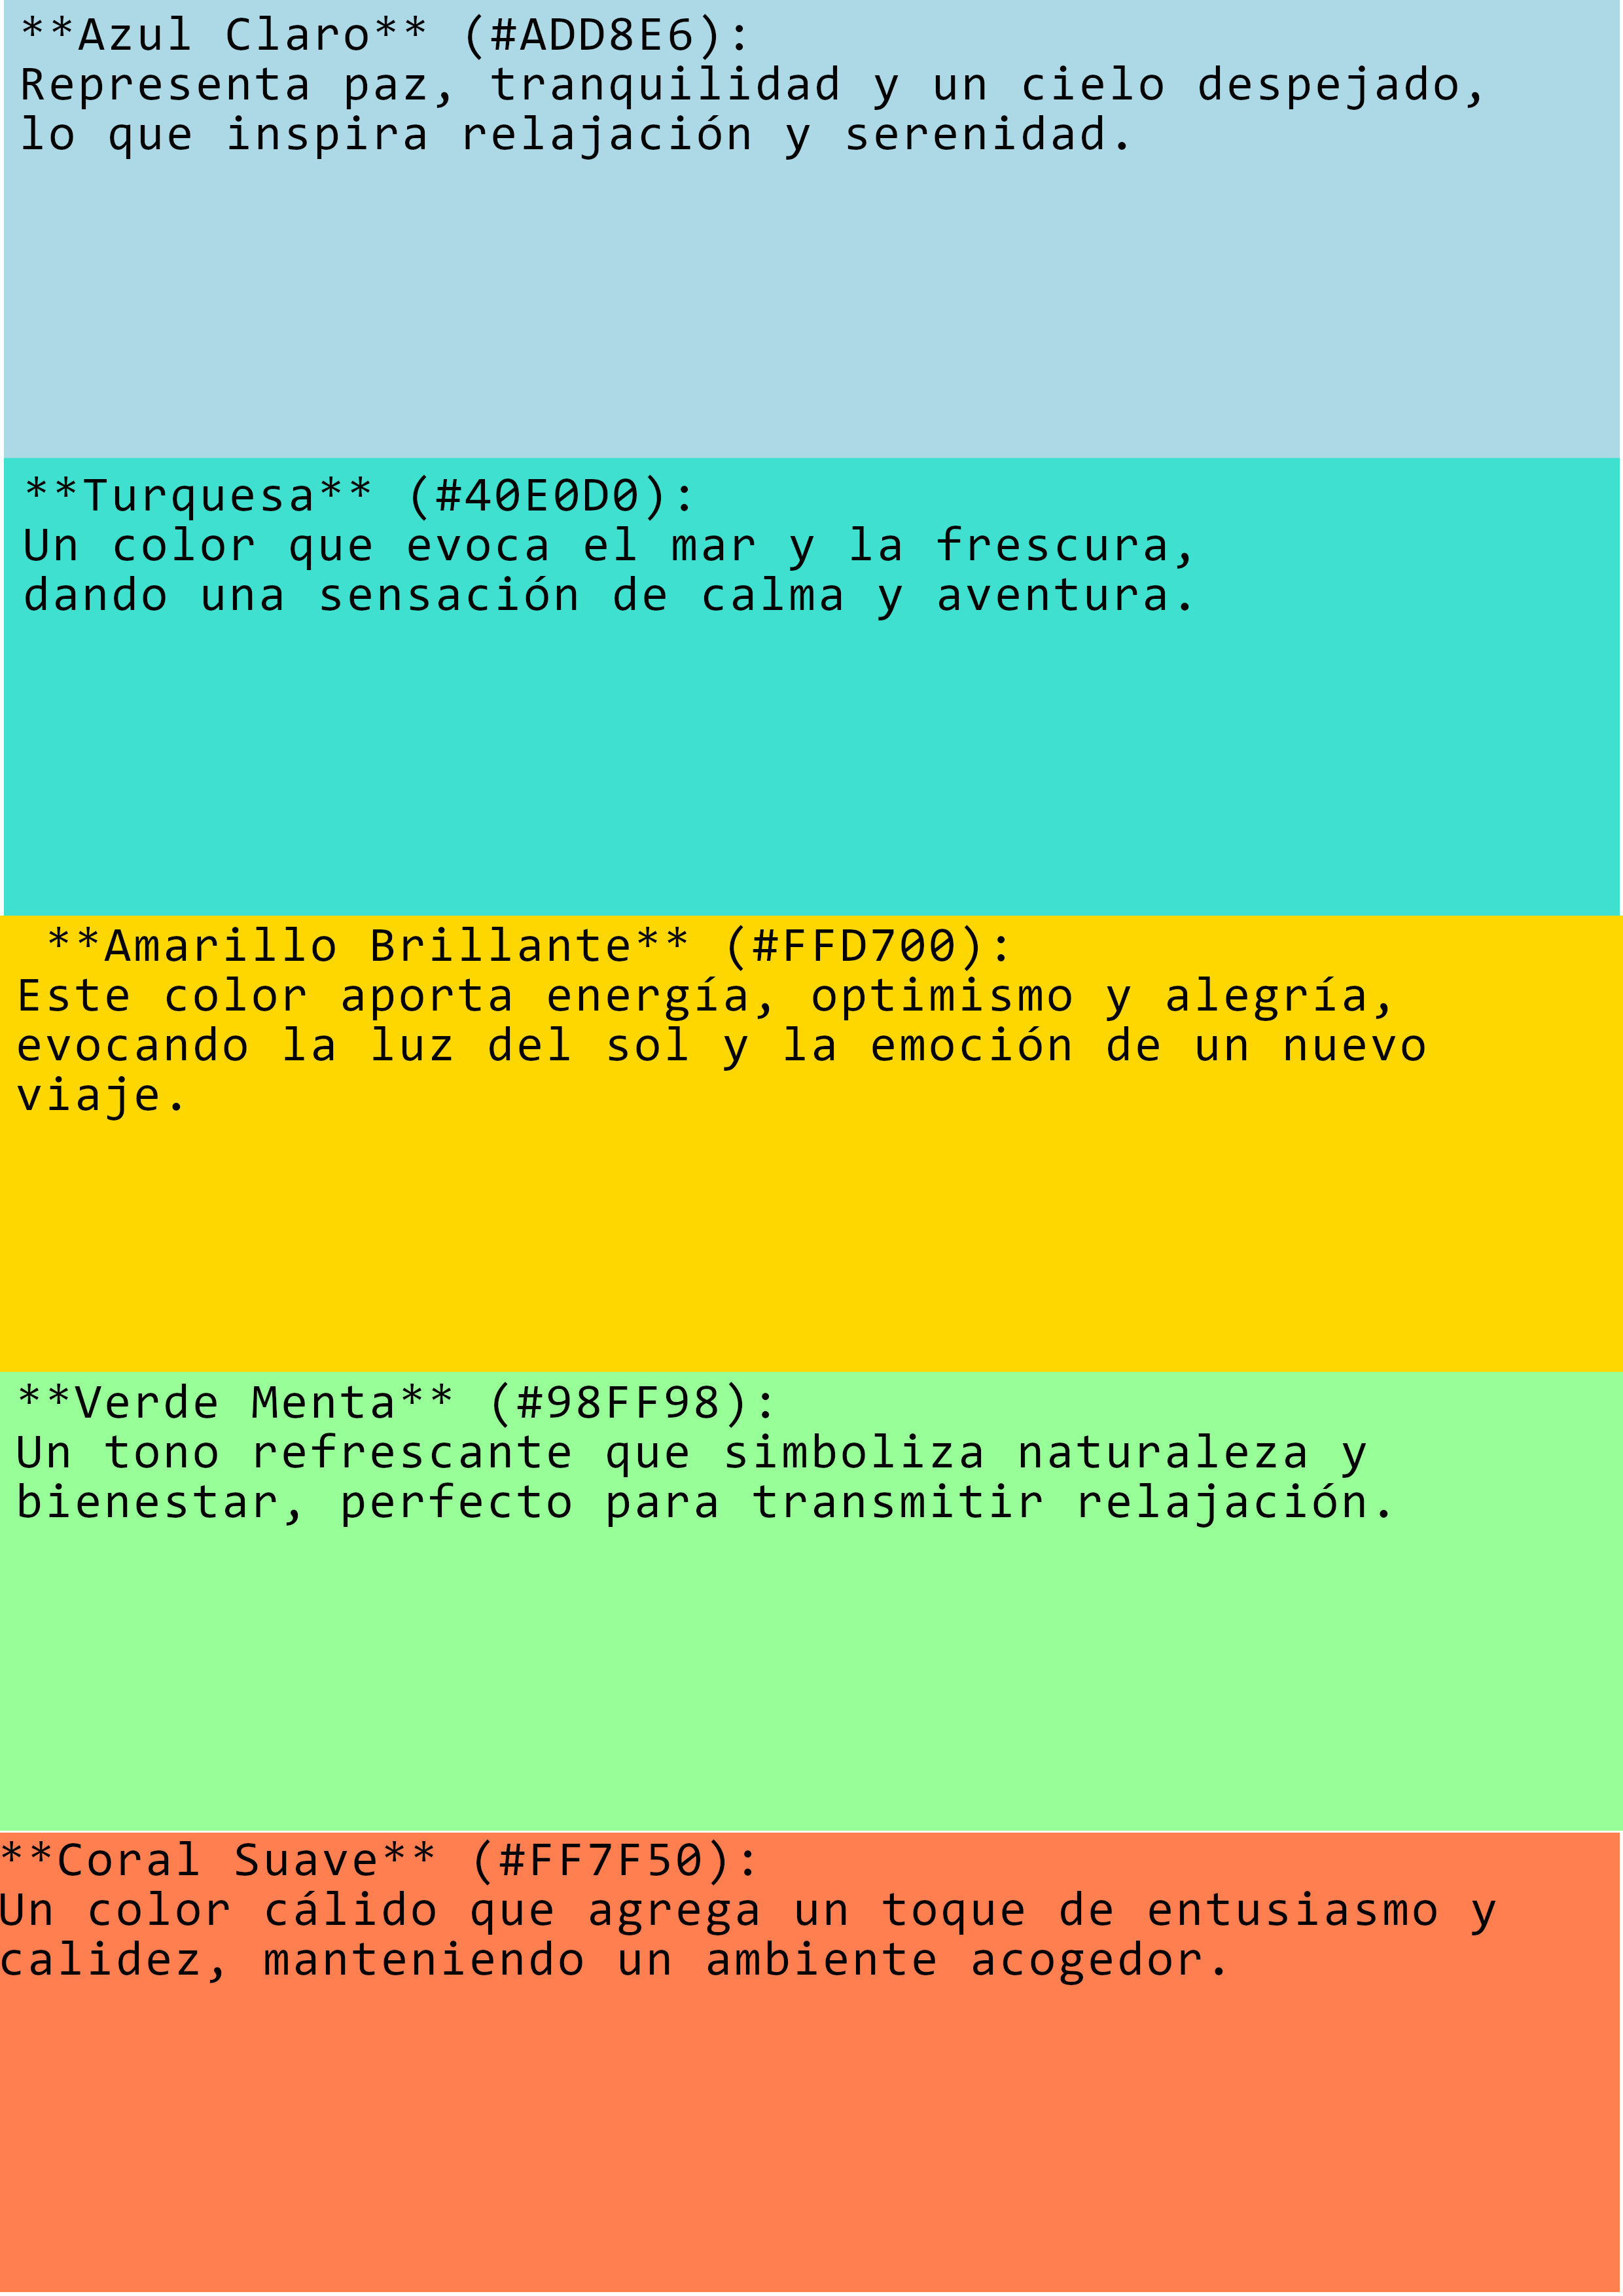 **Azul Claro** (#ADD8E6):
Representa paz, tranquilidad y un cielo despejado,
lo que inspira relajación y serenidad.
**Turquesa** (#40E0D0):
Un color que evoca el mar y la frescura,
dando una sensación de calma y aventura.
**Amarillo Brillante** (#FFD700):
Este color aporta energía, optimismo y alegría,
evocando la luz del sol y la emoción de un nuevo
viaje.
**Verde Menta** (#98FF98):
Un tono refrescante que simboliza naturaleza y
bienestar, perfecto para transmitir relajación.
**Coral Suave** (#FF7F50):
Un color cálido que agrega un toque de entusiasmo y
calidez, manteniendo un ambiente acogedor.